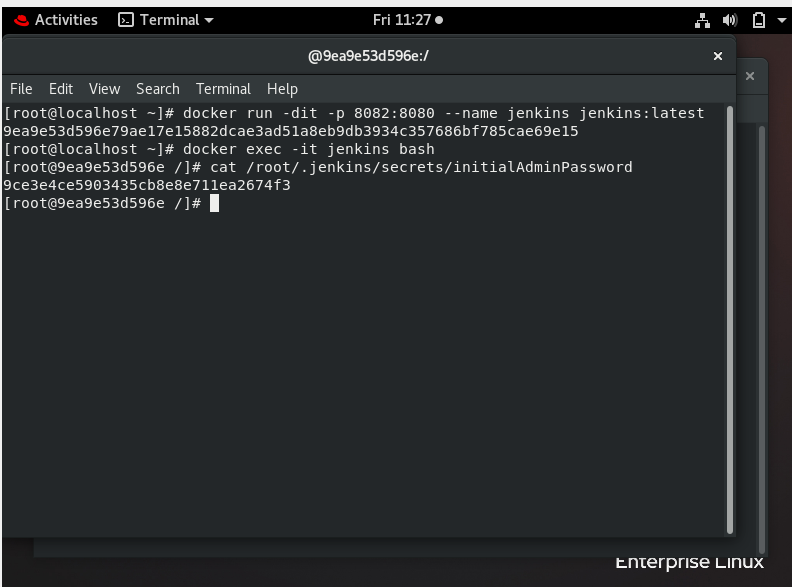 Activities Terminal Fri 11:27
@9ea9e53d596e:/
File Edit View Search Terminal Help
[root@localhost ~]# docker run -dit -p 8082:8080 --name jenkins jenkins:latest
9ea9e53d596e79ae17e15882dcae3ad51a8eb9db3934c357686bf785cae69e15
[root@localhost ~]# docker exec -it jenkins bash
[root@9ea9e53d596e /]# cat /root/.jenkins/secrets/initialAdminPassword
9ce3e4ce5903435cb8e8e711ea2674f3
[root@9ea9e53d596e /]#
Enterprise Linux